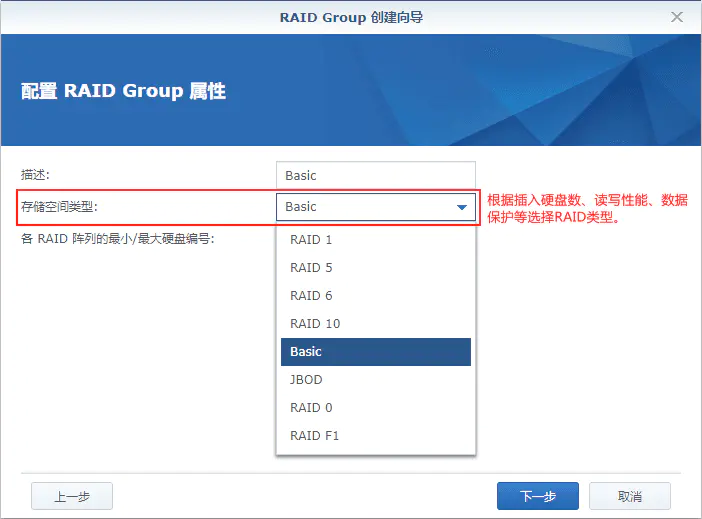 RAID Group 创建向导
配置 RAID Group 属性
描述:
Basic
存储空间类型:
Basic
根据插入硬盘数、读写性能、数据
保护等选择RAID类型。
各 RAID 阵列的最小/最大硬盘编号:
RAID 1
RAID 5
RAID 6
RAID 10
Basic
JBOD
RAID 0
RAID F1
上一步
下一步
取消